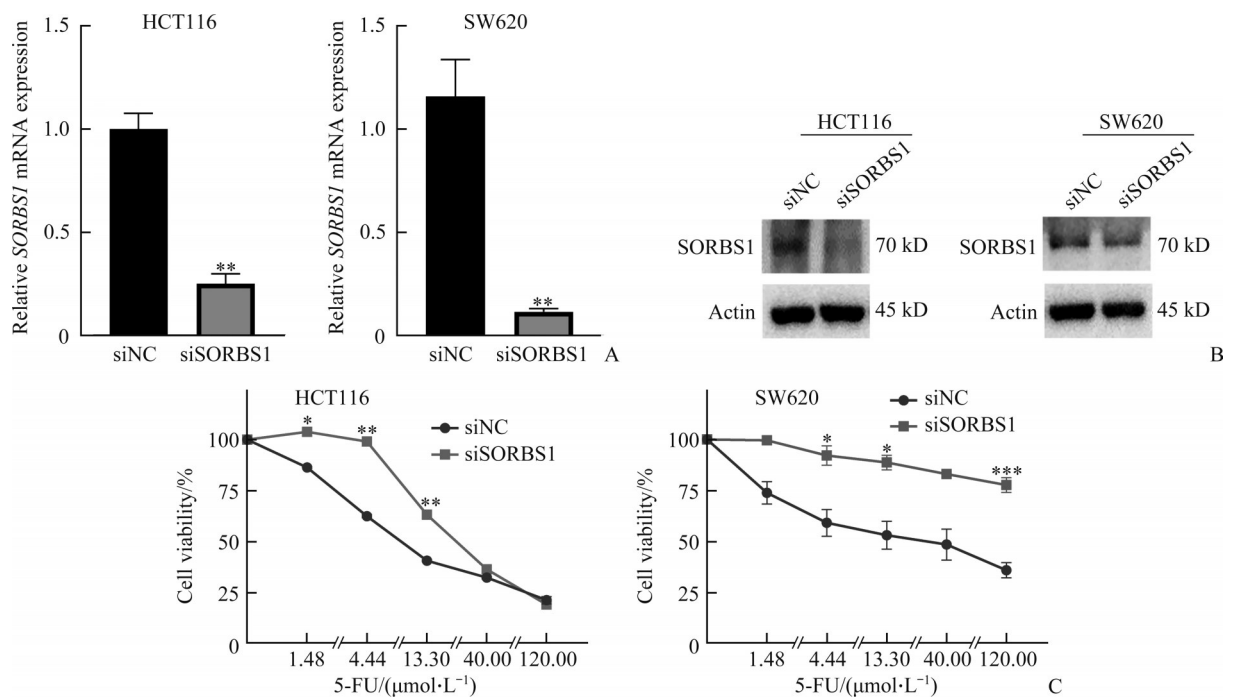 HCT116
Relative SORBS1 mRNA expression
1.5
1.0
0.5
0
**
siNC
siSORBS1
SW620
Relative SORBS1 mRNA expression
1.5
1.0
0.5
0
**
siNC
siSORBS1
A
HCT116
siNC
siSORBS1
SORBS1
70 kD
Actin
45 kD
SW620
siNC
siSORBS1
SORBS1
70 kD
Actin
45 kD
B
HCT116
Cell viability/%
100
75
50
25
0
*
**
**
siNC
siSORBS1
1.48
4.44
13.30
40.00
120.00
5-FU/(μmol·L⁻¹)
SW620
Cell viability/%
100
75
50
25
0
*
*
***
siNC
siSORBS1
1.48
4.44
13.30
40.00
120.00
5-FU/(μmol·L⁻¹)
C